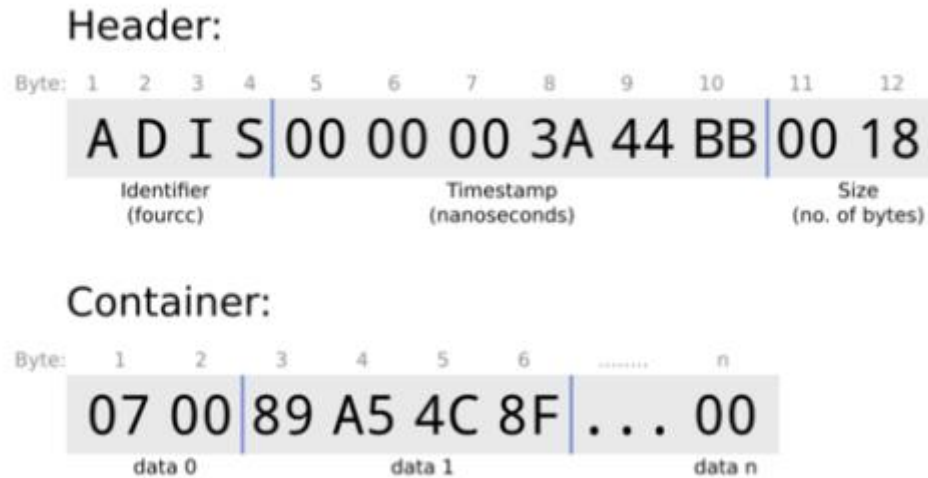 Header:
Byte: 1 2 3 4 5 6 7 8 9 10 11 12
A D I S 00 00 00 3A 44 BB 00 18
Identifier Timestamp Size
(fourcc) (nanoseconds) (no. of bytes)
Container:
Byte: 1 2 3 4 5 6 ........ n
07 00 89 A5 4C 8F ... 00
data 0 data 1 data n